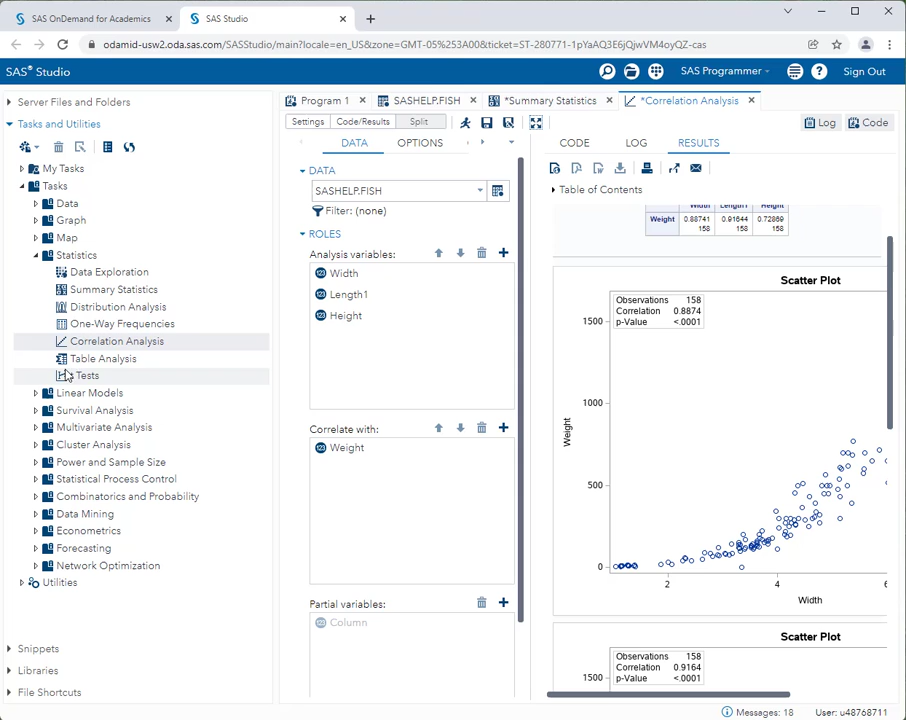 SAS OnDemand for Academics
SAS Studio
odamid-usw2.oda.sas.com/SASStudio/main?locale=en_US&zone=GMT-05%253A00&ticket=ST-280771-1pYaAQ3E6jQjwVM4oyQZ-cas
SAS® Studio
SAS Programmer
Sign Out
Server Files and Folders
Tasks and Utilities
My Tasks
Tasks
Data
Graph
Map
Statistics
Data Exploration
Summary Statistics
Distribution Analysis
One-Way Frequencies
Correlation Analysis
Table Analysis
Tests
Linear Models
Survival Analysis
Multivariate Analysis
Cluster Analysis
Power and Sample Size
Statistical Process Control
Combinatorics and Probability
Data Mining
Econometrics
Forecasting
Network Optimization
Utilities
Snippets
Libraries
File Shortcuts
Program 1
SASHELP.FISH
*Summary Statistics
*Correlation Analysis
Settings
Code/Results
Split
Log
Code
DATA
OPTIONS
DATA
SASHELP.FISH
Filter: (none)
ROLES
Analysis variables:
123 Width
123 Length1
123 Height
Correlate with:
123 Weight
Partial variables:
123 Column
CODE
LOG
RESULTS
Table of Contents
Width Length1 Height
Weight 0.88741 0.91644 0.72869
158 158 158
Scatter Plot
Observations 158
Correlation 0.8874
p-Value <.0001
1500
1000
500
0
Weight
2 4 6
Width
Scatter Plot
Observations 158
Correlation 0.9164
p-Value <.0001
1500
Messages: 18
User: u48768711